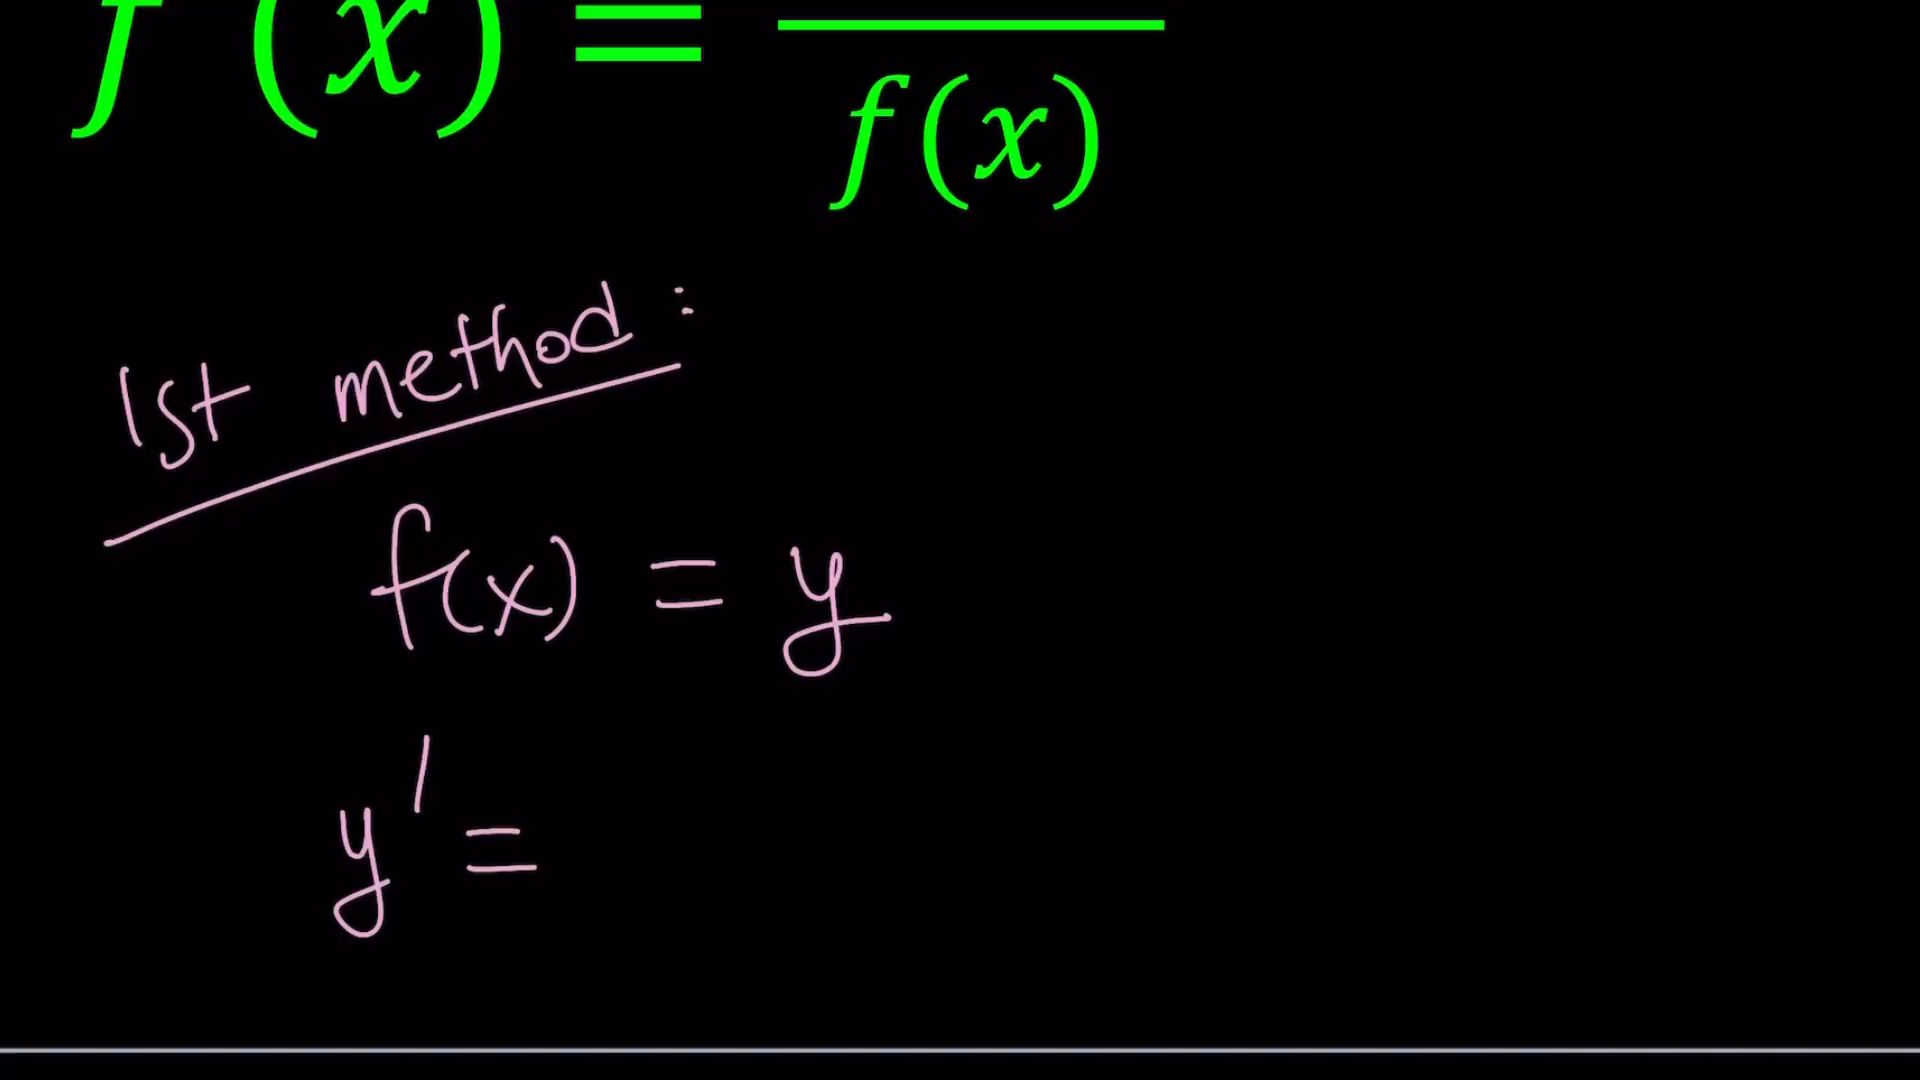 f (x) =
f(x)
1st method:
f(x) = y
y' =